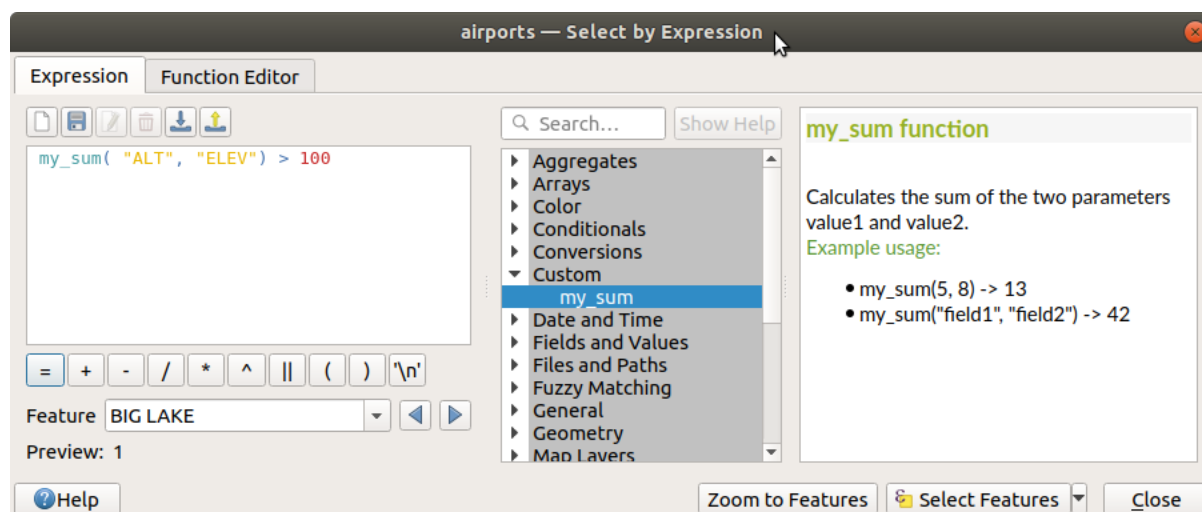 airports — Select by Expression
Expression
Function Editor
my_sum( "ALT", "ELEV") > 100
= + - / * ^ || ( ) '\n'
Feature BIG LAKE
Preview: 1
Search...
Show Help
Aggregates
Arrays
Color
Conditionals
Conversions
Custom
my_sum
Date and Time
Fields and Values
Files and Paths
Fuzzy Matching
General
Geometry
Map Layers
my_sum function
Calculates the sum of the two parameters
value1 and value2.
Example usage:
my_sum(5, 8) -> 13
my_sum("field1", "field2") -> 42
Help
Zoom to Features
Select Features
Close